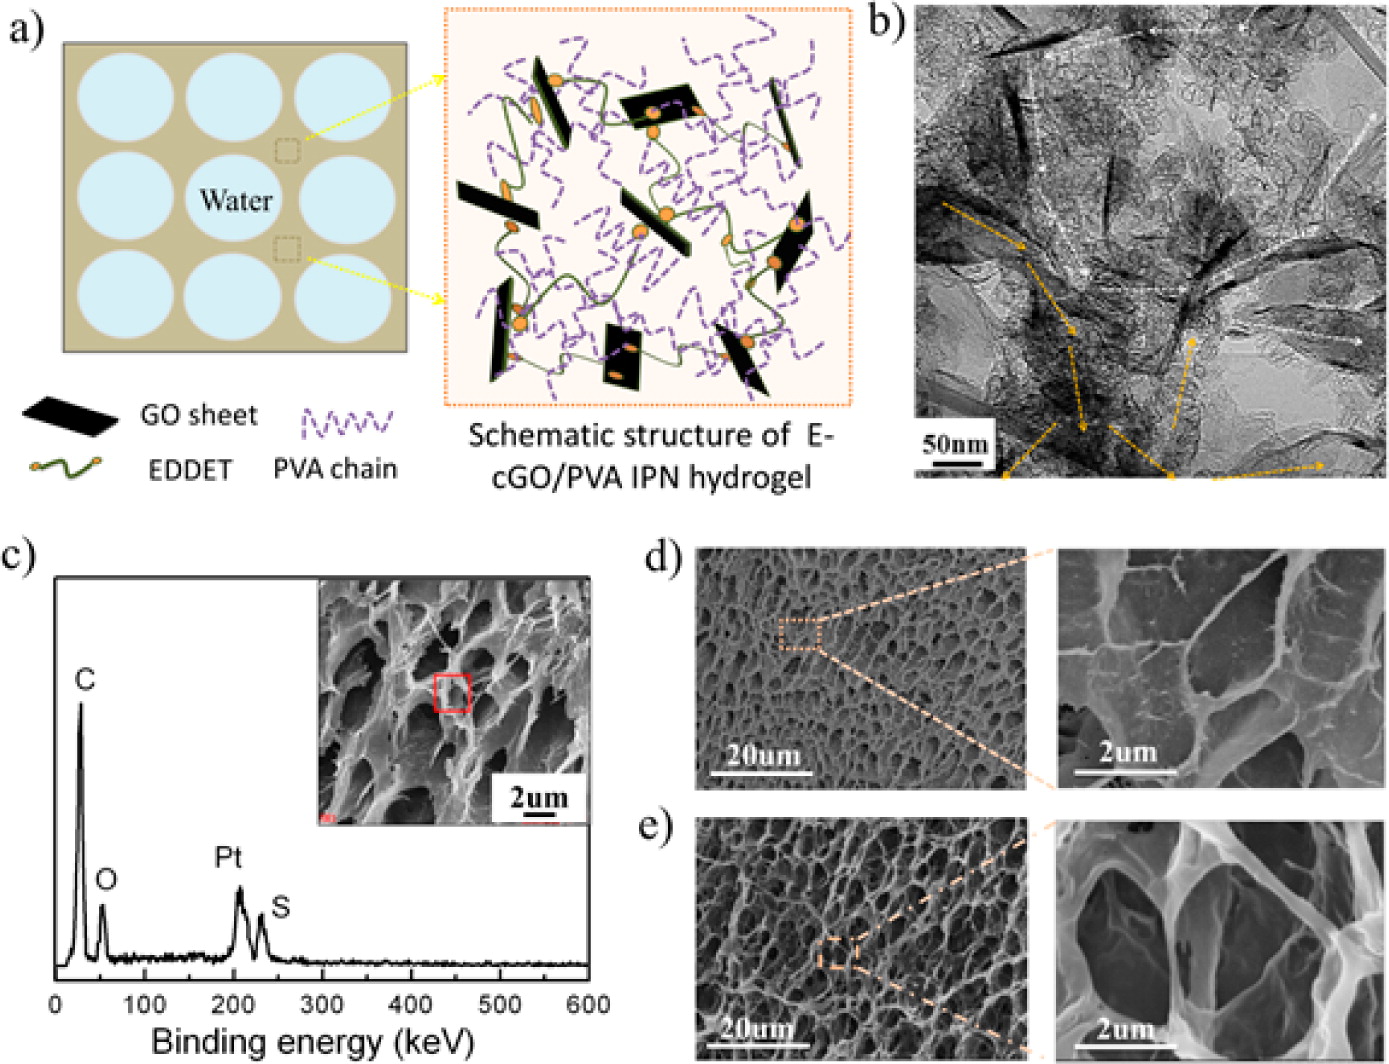 a)
Water
GO sheet
PVA chain
EDDET
Schematic structure of E-
cGO/PVA IPN hydrogel
b)
50nm
c)
C
O
Pt
S
2um
0 100 200 300 400 500 600
Binding energy (keV)
d)
20um
2um
e)
20um
2um